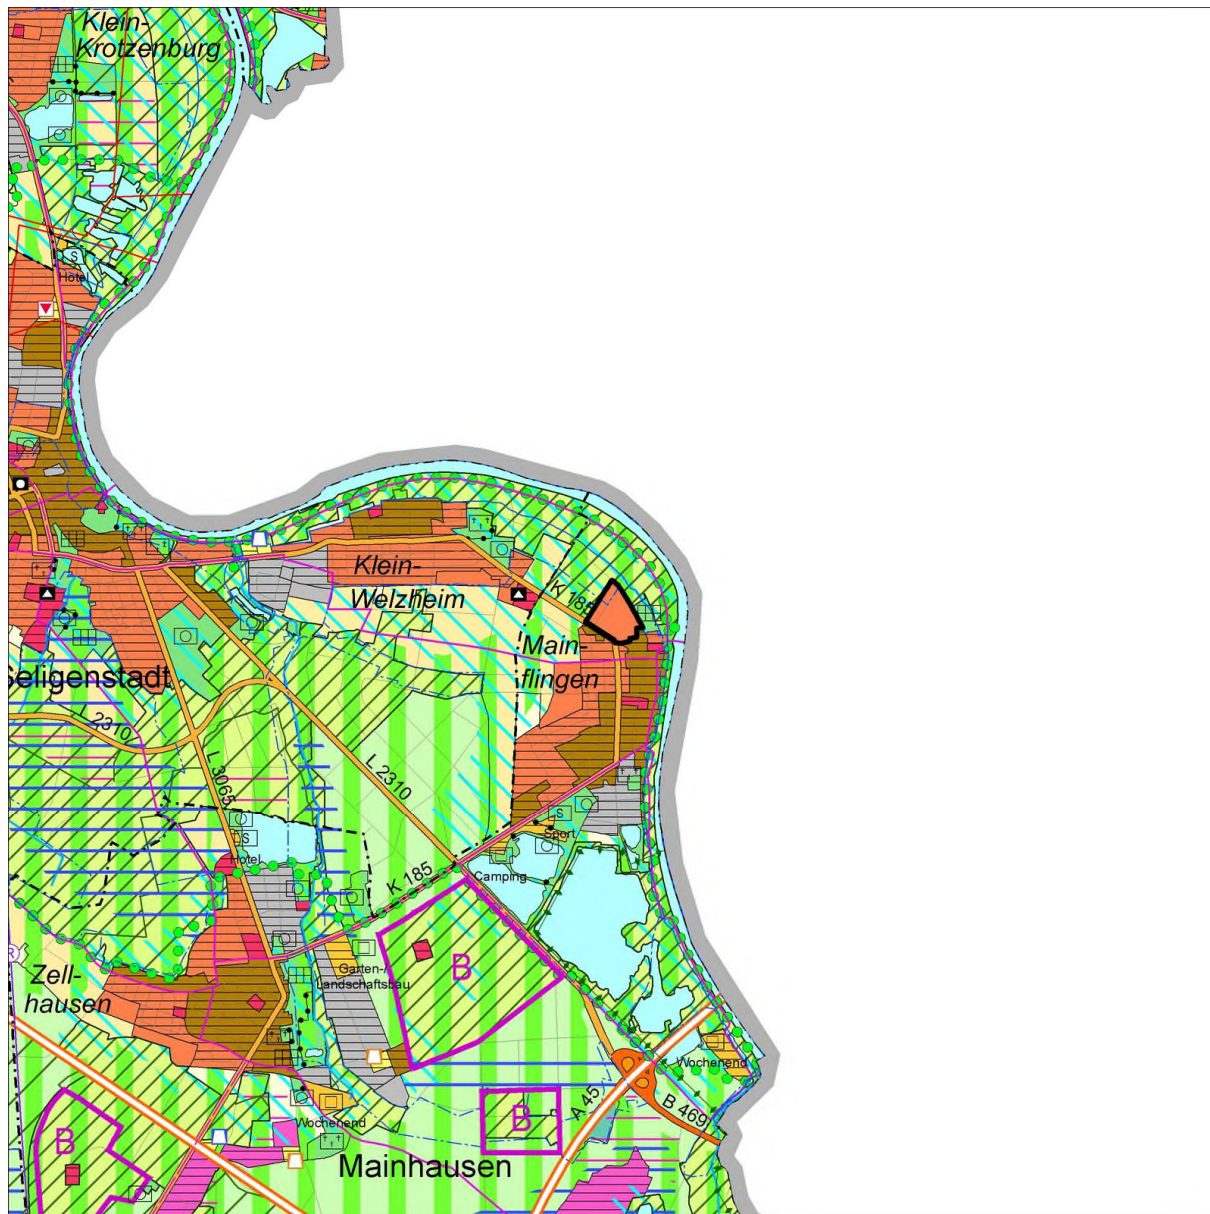 Klein-
Krotzenburg
S
Hotel
Klein-
Welzheim
K 185
Main-
flingen
Seligenstadt
L 2310
L 3065
L 2310
S
Hotel
S
Sport
Camping
K 185
B
Garten-/
Landschaftsbau
Zell-
hausen
R
Wochenend
A 45
B 469
B
Wochenend
B
Mainhausen